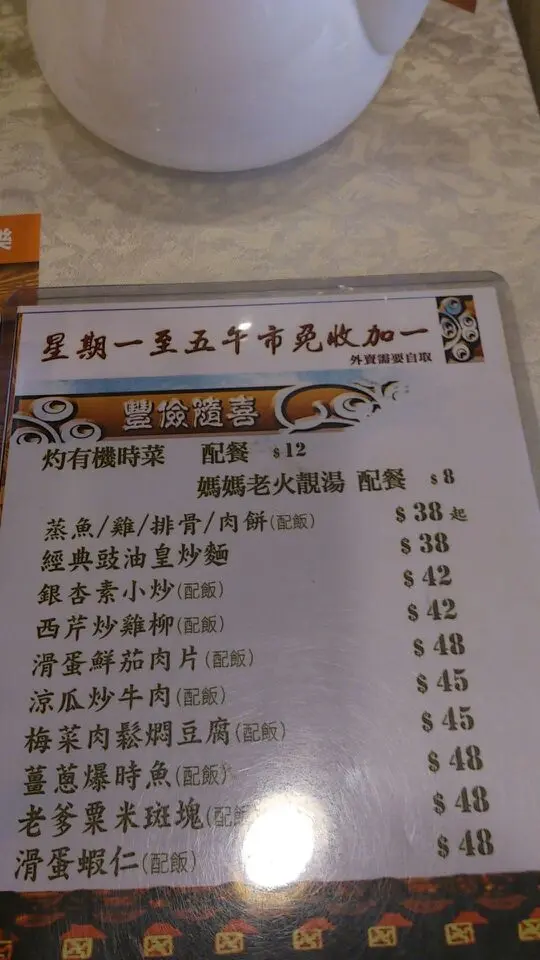 星期一至五午市免收加一
外賣需要自取
豐儉隨喜
灼有機時菜 配餐 $12
媽媽老火靚湯 配餐 $8
蒸魚/雞/排骨/肉餅(配飯) $38起
經典豉油皇炒麵 $38
銀杏素小炒(配飯) $42
西芹炒雞柳(配飯) $42
滑蛋鮮茄肉片(配飯) $48
涼瓜炒牛肉(配飯) $45
梅菜肉鬆燜豆腐(配飯) $45
薑蔥爆時魚(配飯) $48
老爹粟米斑塊(配飯 $48
滑蛋蝦仁(配飯) $48